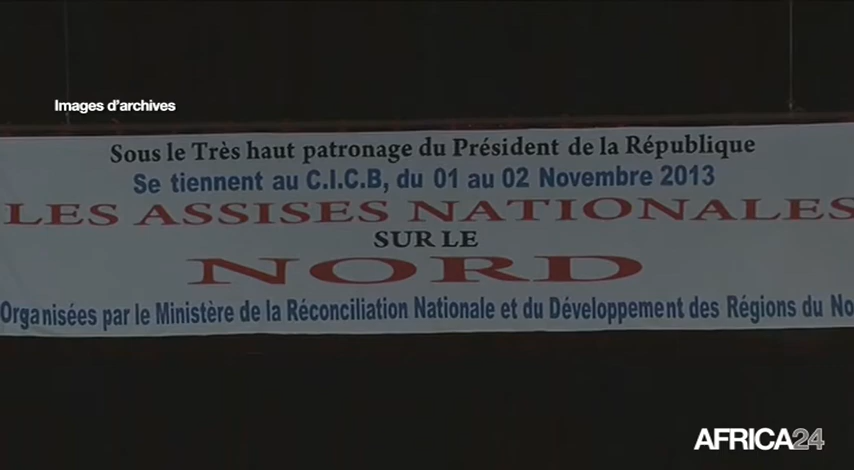 Images d'archives
Sous le Très haut patronage du Président de la République
Se tiennent au C.I.C.B, du 01 au 02 Novembre 2013
LES ASSISES NATIONALES
SUR LE
NORD
Organisées par le Ministère de la Réconciliation Nationale et du Développement des Régions du No
AFRICA24